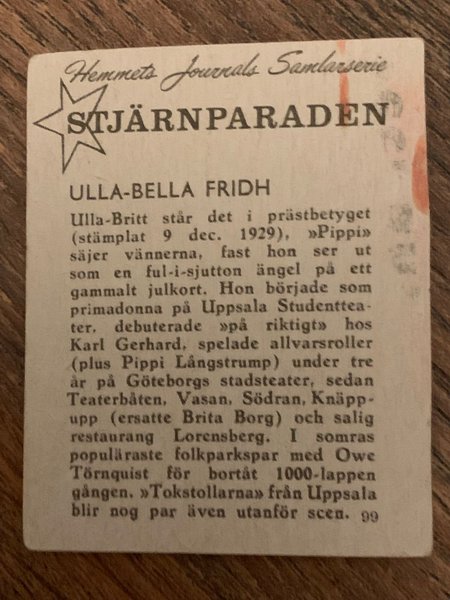 Hemmets Journals Samlarserie
STJÄRNPARADEN
ULLA-BELLA FRIDH
Ulla-Britt står det i prästbetyget
(stämplat 9 dec. 1929), »Pippi»
säjer vännerna, fast hon ser ut
som en ful-i-sjutton ängel på ett
gammalt julkort. Hon började som
primadonna på Uppsala Studenttea-
ter, debuterade »på riktigt» hos
Karl Gerhard, spelade allvarsroller
(plus Pippi Långstrump) under tre
år på Göteborgs stadsteater, sedan
Teaterbåten, Vasan, Södran, Knäpp-
upp (ersatte Brita Borg) och salig
restaurang Lorensberg. I somras
populäraste folkparkspar med Owe
Törnquist för bortåt 1000-lappen
gången. »Tokstollarna» från Uppsala
blir nog par även utanför scen. 99